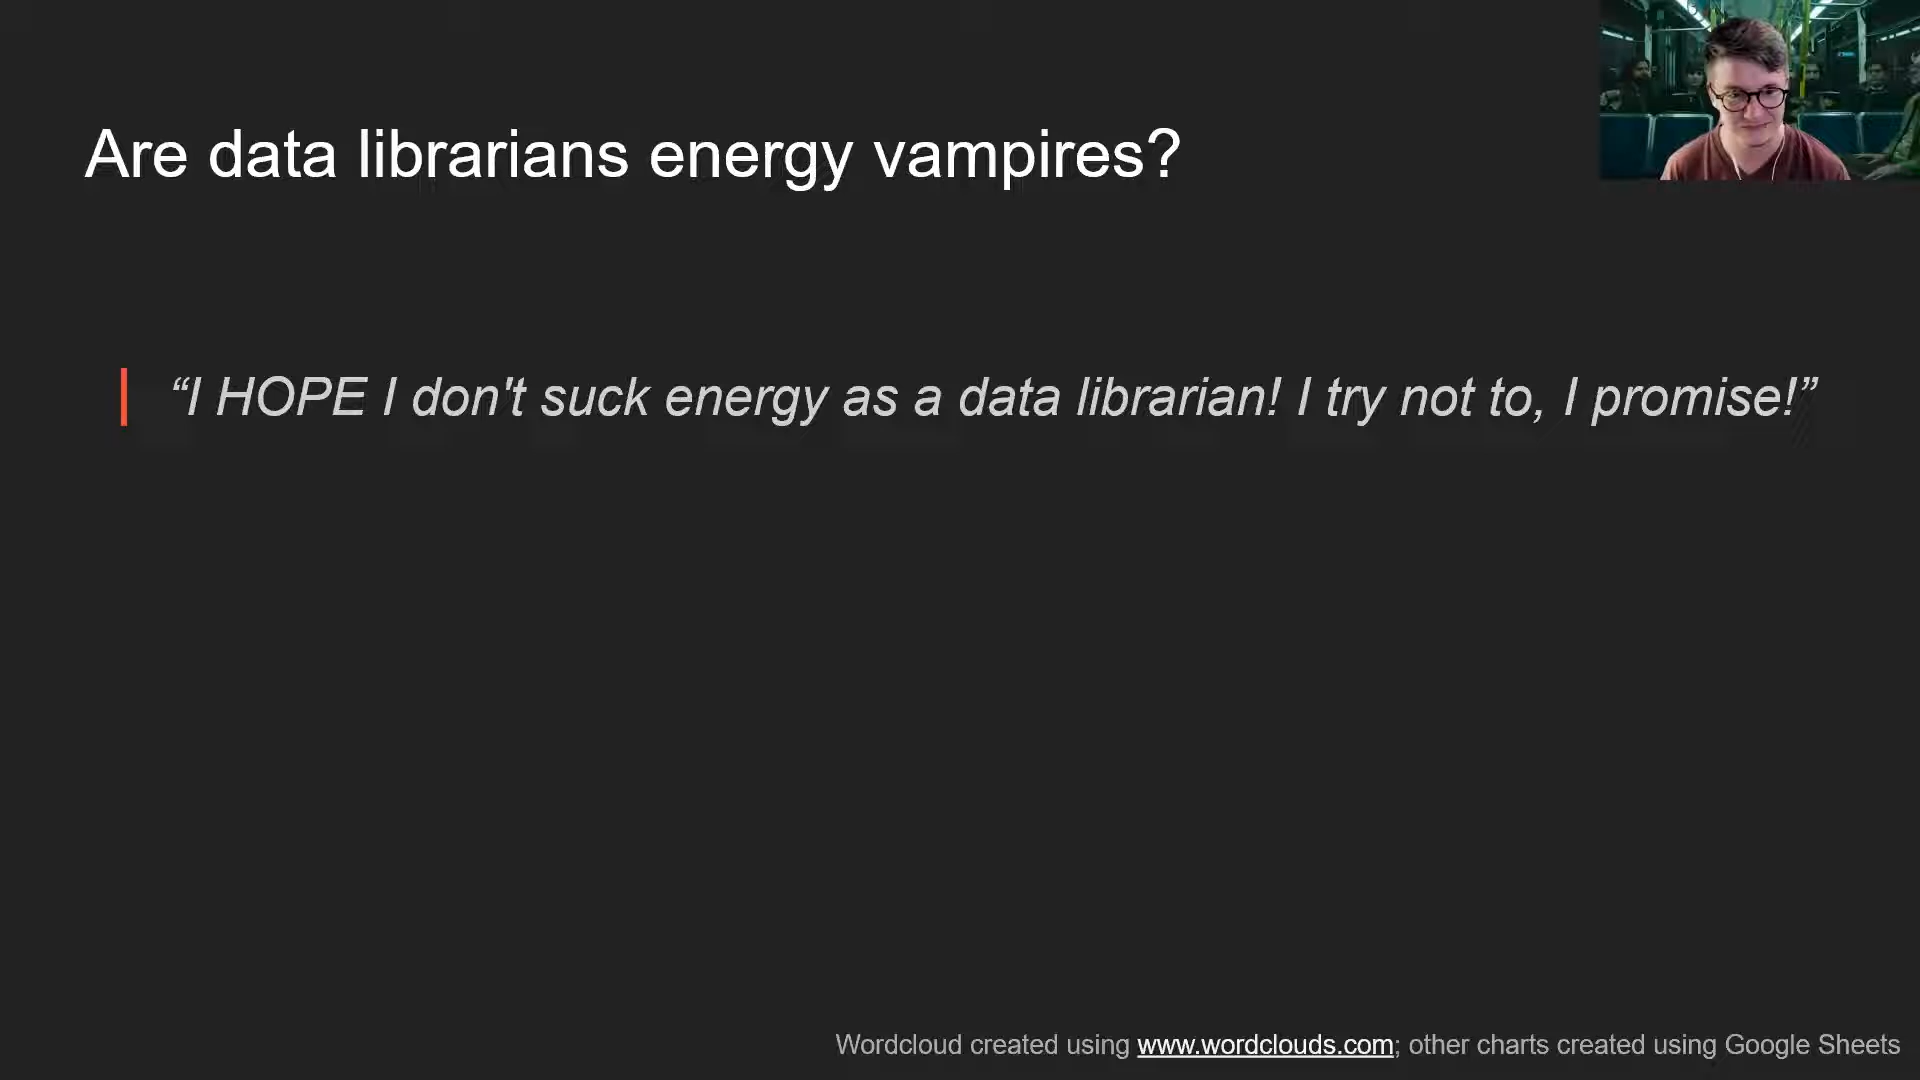 Are data librarians energy vampires?
“I HOPE I don't suck energy as a data librarian! I try not to, I promise!”
Wordcloud created using www.wordclouds.com; other charts created using Google Sheets